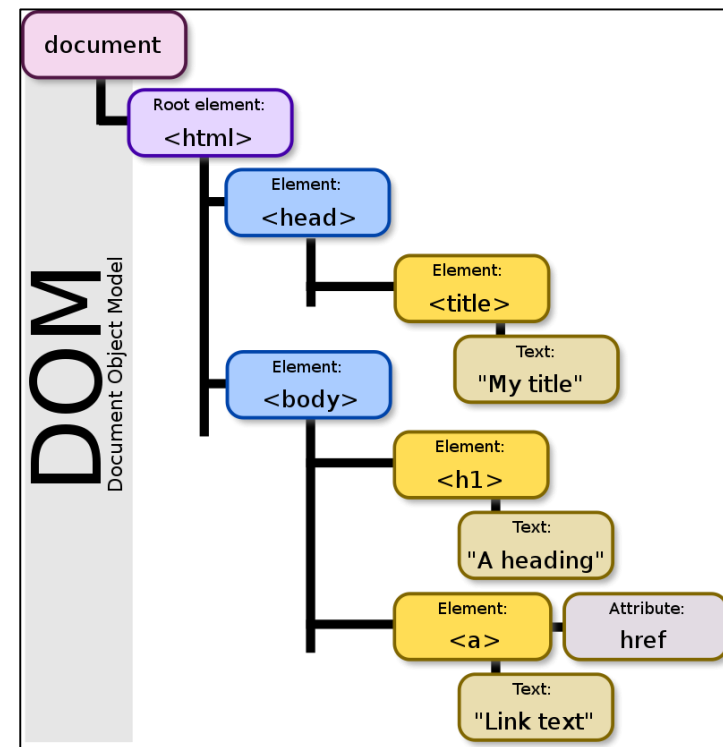 document
Root element:
<html>
Element:
<head>
Element:
<title>
Text:
"My title"
Element:
<body>
Element:
<h1>
Text:
"A heading"
Element:
<a>
Attribute:
href
Text:
"Link text"
DOM
Document Object Model